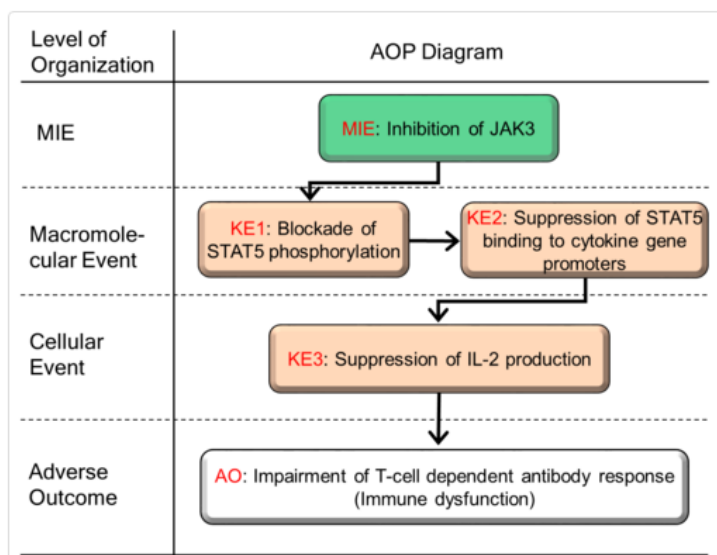 Level of
Organization
AOP Diagram
MIE
MIE: Inhibition of JAK3
Macromole-
cular Event
KE1: Blockade of
STAT5 phosphorylation
KE2: Suppression of STAT5
binding to cytokine gene
promoters
Cellular
Event
KE3: Suppression of IL-2 production
Adverse
Outcome
AO: Impairment of T-cell dependent antibody response
(Immune dysfunction)